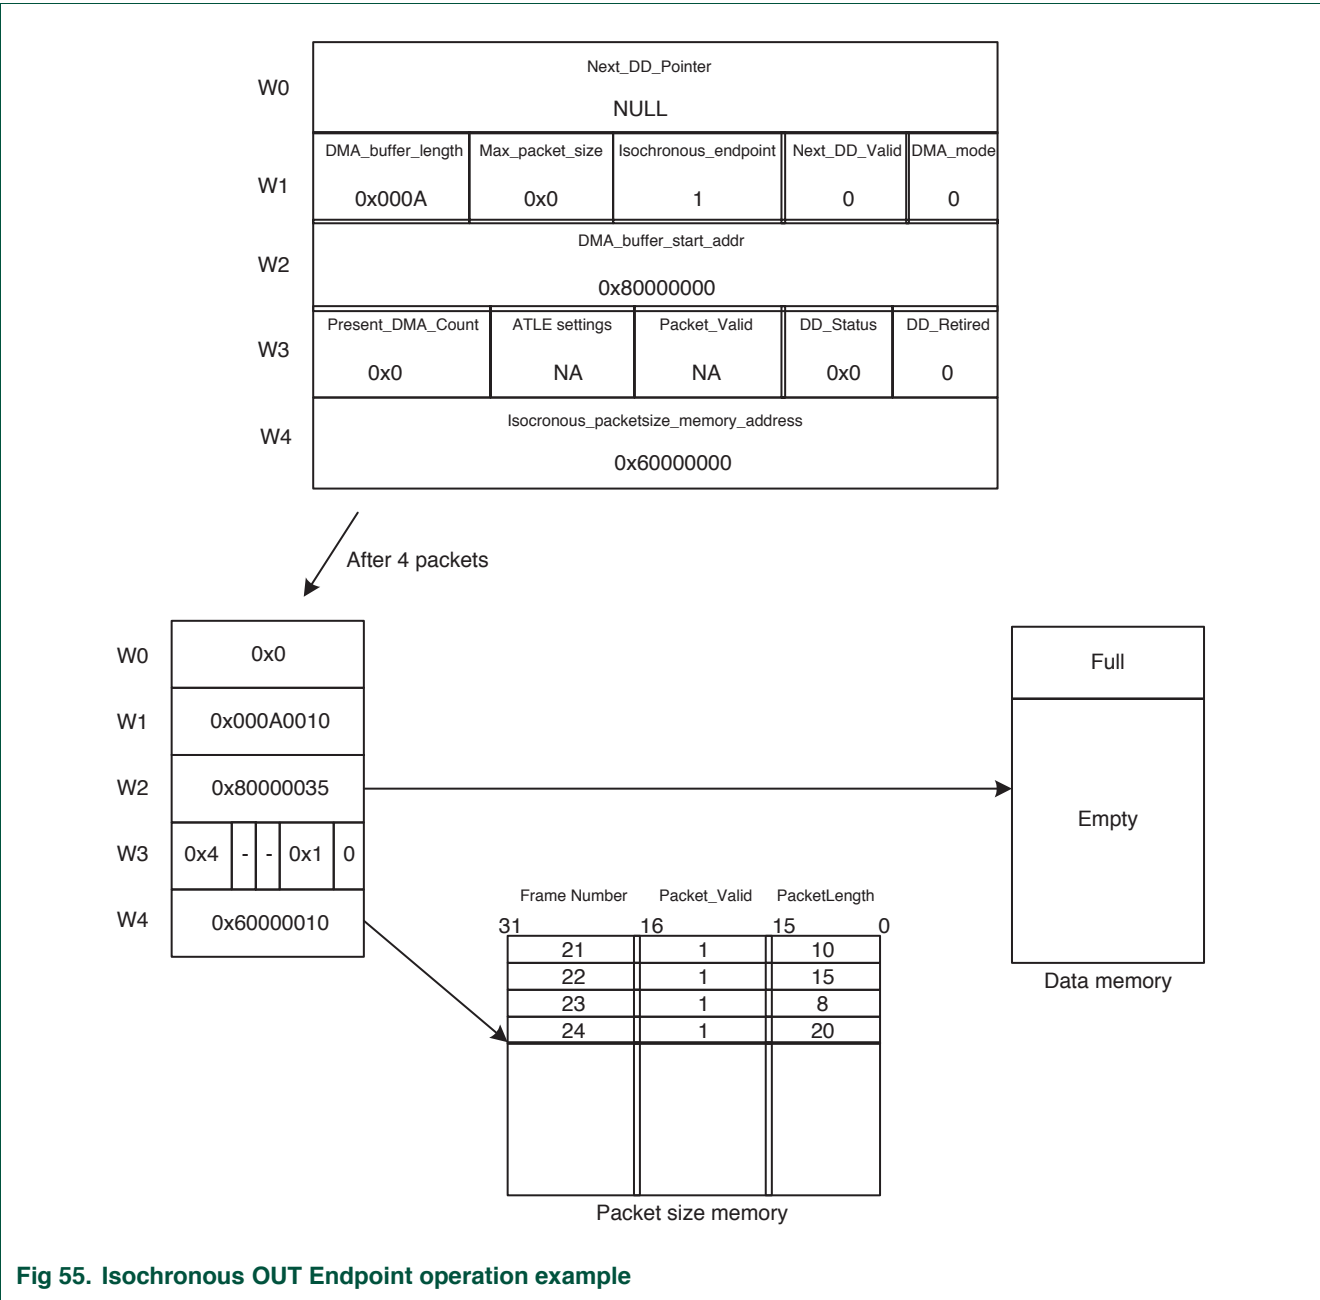 Next_DD_Pointer
W0
NULL
DMA_buffer_length Max_packet_size Isochronous_endpoint Next_DD_Valid DMA_mode
W1
0x000A 0x0 1 0 0
DMA_buffer_start_addr
W2
0x80000000
Present_DMA_Count ATLE settings Packet_Valid DD_Status DD_Retired
W3
0x0 NA NA 0x0 0
Isocronous_packetsize_memory_address
W4
0x60000000
After 4 packets
W0 0x0
W1 0x000A0010
W2 0x80000035
W3 0x4 - - 0x1 0
W4 0x60000010
Full
Empty
Data memory
Frame Number Packet_Valid PacketLength
31 16 15 0
21 1 10
22 1 15
23 1 8
24 1 20
Packet size memory
Fig 55. Isochronous OUT Endpoint operation example